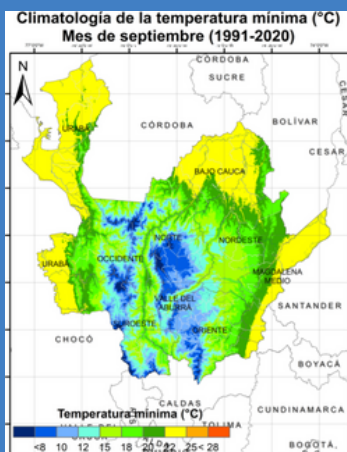 Climatología de la temperatura mínima (°C)
Mes de septiembre (1991-2020)
N
CÓRDOBA
SUCRE
CÓRDOBA
BOLÍVAR
CESAR
URABÁ
BAJO CAUCA
NORTE
NORDESTE
OCCIDENTE
URABÁ
MAGDALENA
MEDIO
VALLE DEL
ABURRÁ
SANTANDER
SUROESTE
ORIENTE
CHOCÓ
BOYACÁ
CALDAS
CUNDINAMARCA
TOLIMA
BOGOTÁ,
Temperatura mínima (°C)
<8 10 12 15 18 20 22 25 < 28